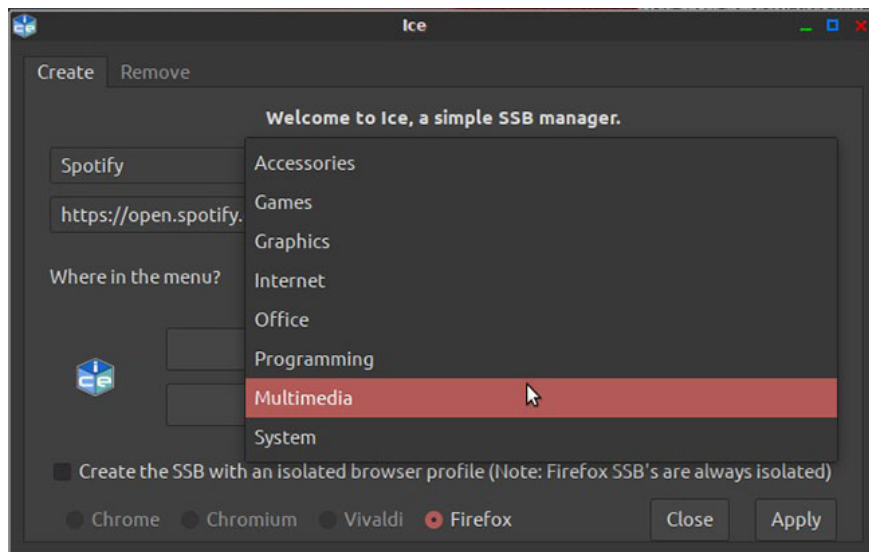 Ice
Create Remove
Welcome to Ice, a simple SSB manager.
Spotify
https://open.spotify.
Where in the menu?
Accessories
Games
Graphics
Internet
Office
Programming
Multimedia
System
ice
Create the SSB with an isolated browser profile (Note: Firefox SSB's are always isolated)
Chrome Chromium Vivaldi Firefox Close Apply